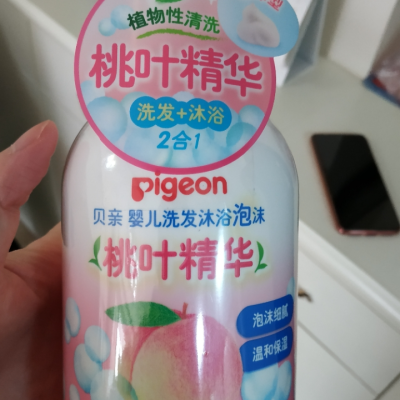 植物性清洗
桃叶精华
洗发+沐浴
2合1
pigeon
贝亲 婴儿洗发沐浴泡沫
桃叶精华
泡沫细腻
温和保湿